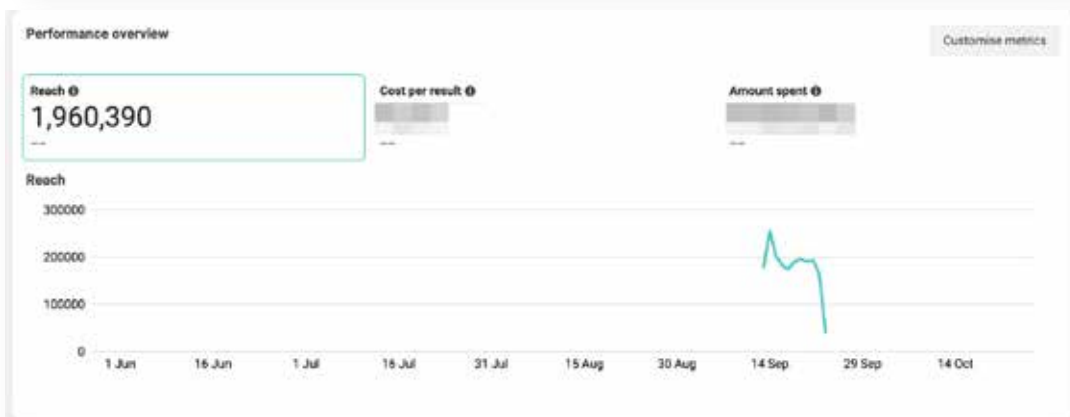 Performance overview
Customise metrics
Reach
1,960,390
--
Cost per result
--
Amount spent
--
Reach
300000
200000
100000
0
1 Jun 16 Jun 1 Jul 16 Jul 31 Jul 15 Aug 30 Aug 14 Sep 29 Sep 14 Oct